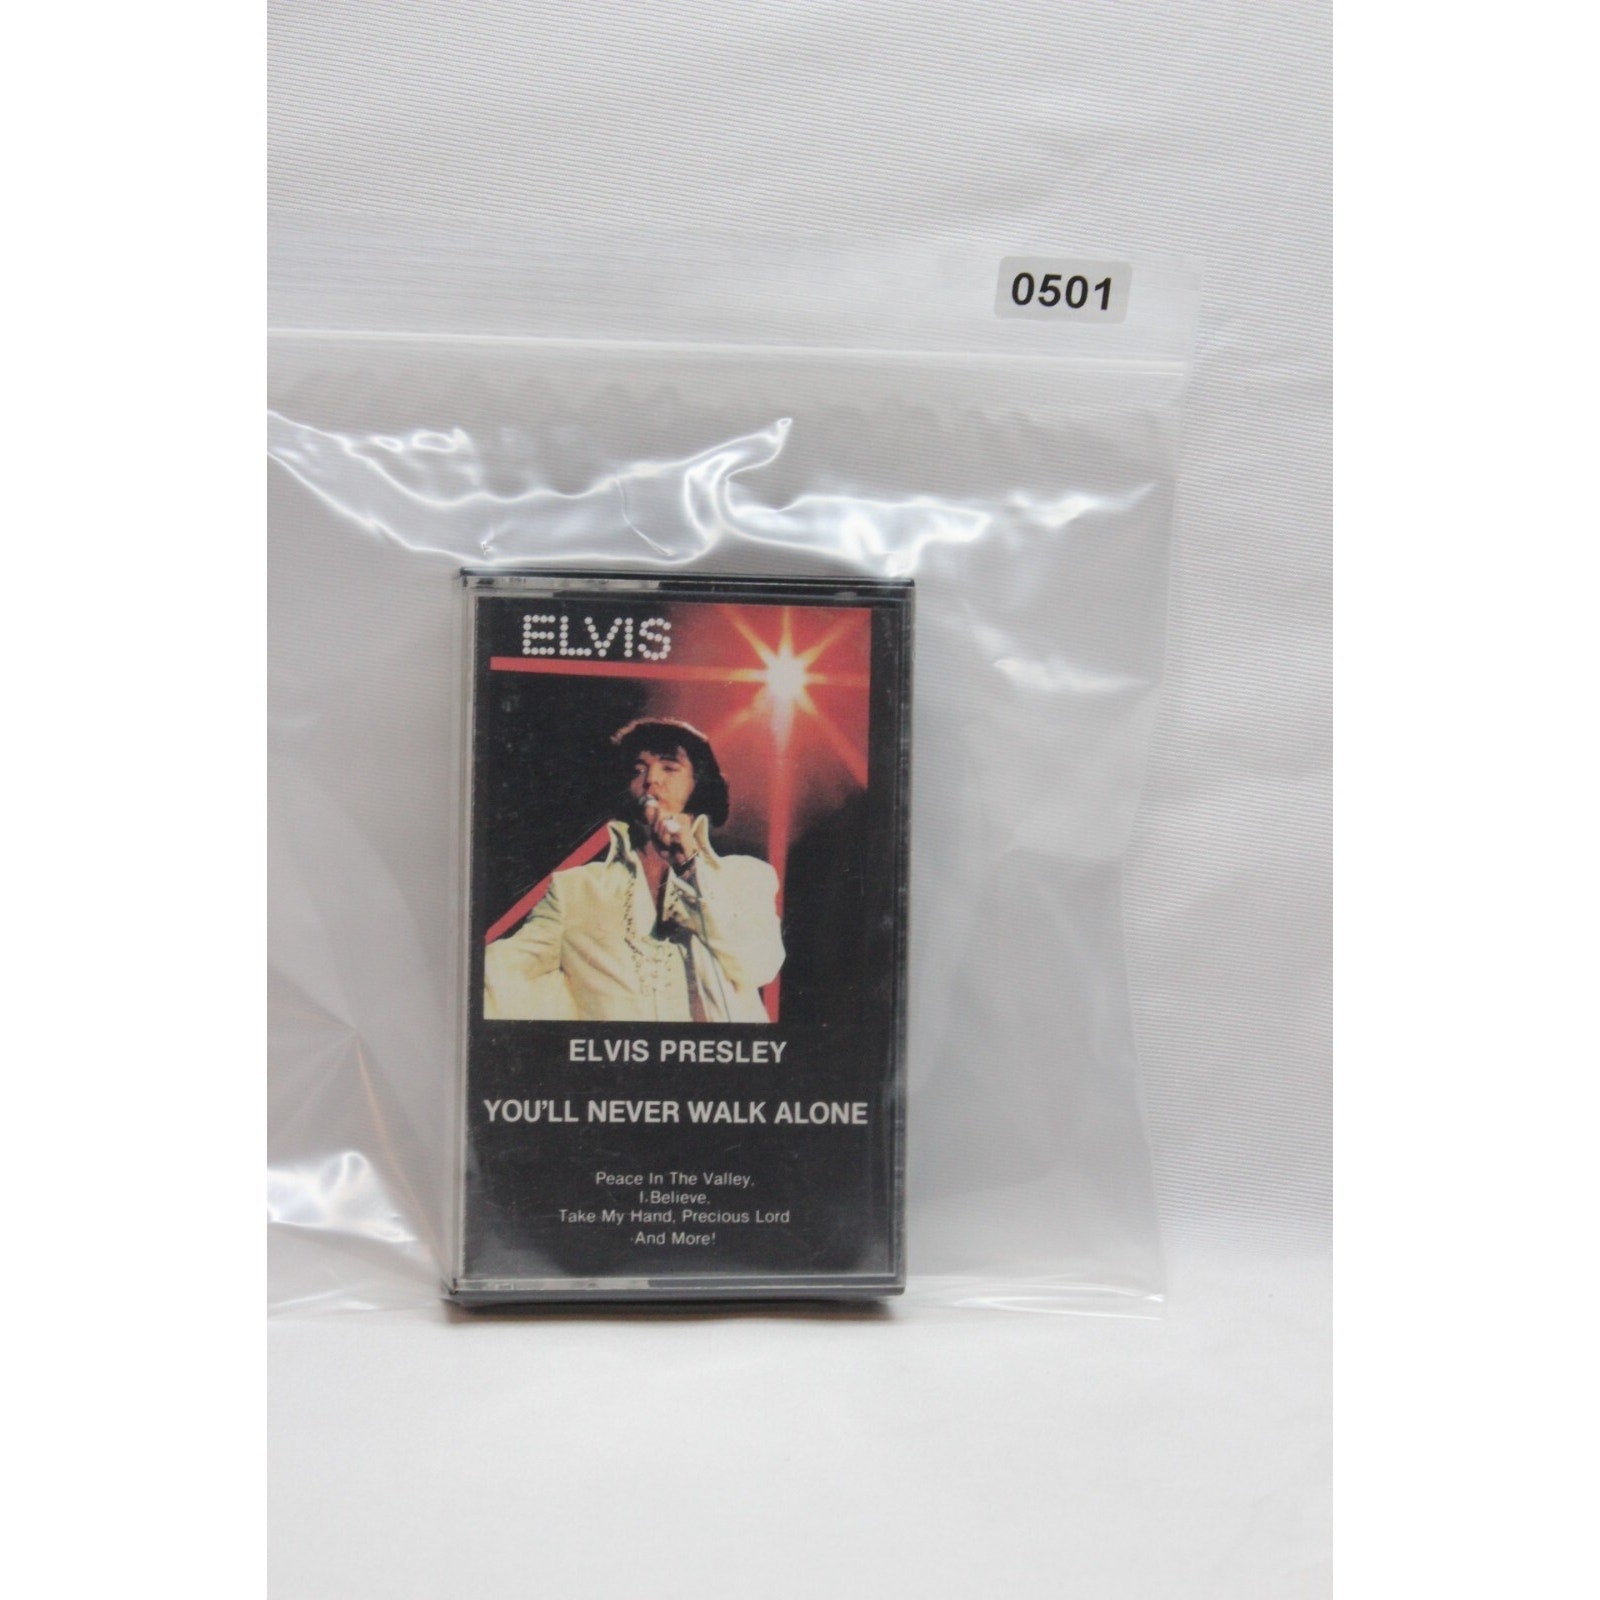 0501
ELVIS
ELVIS PRESLEY
YOU'LL NEVER WALK ALONE
Peace In The Valley,
I Believe,
Take My Hand, Precious Lord
And More!